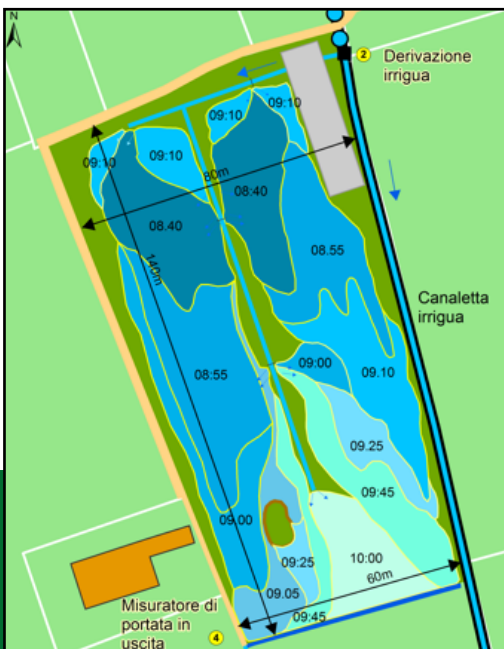 N
2
Derivazione
irrigua
09:10
09:10
09:10
09:10
80m
08:40
08.40
140m
08.55
Canaletta
irrigua
09:00
08:55
09.10
09.25
09:45
09.00
10:00
09:25
09.05
60m
Misuratore di
portata in
uscita
4
09:45